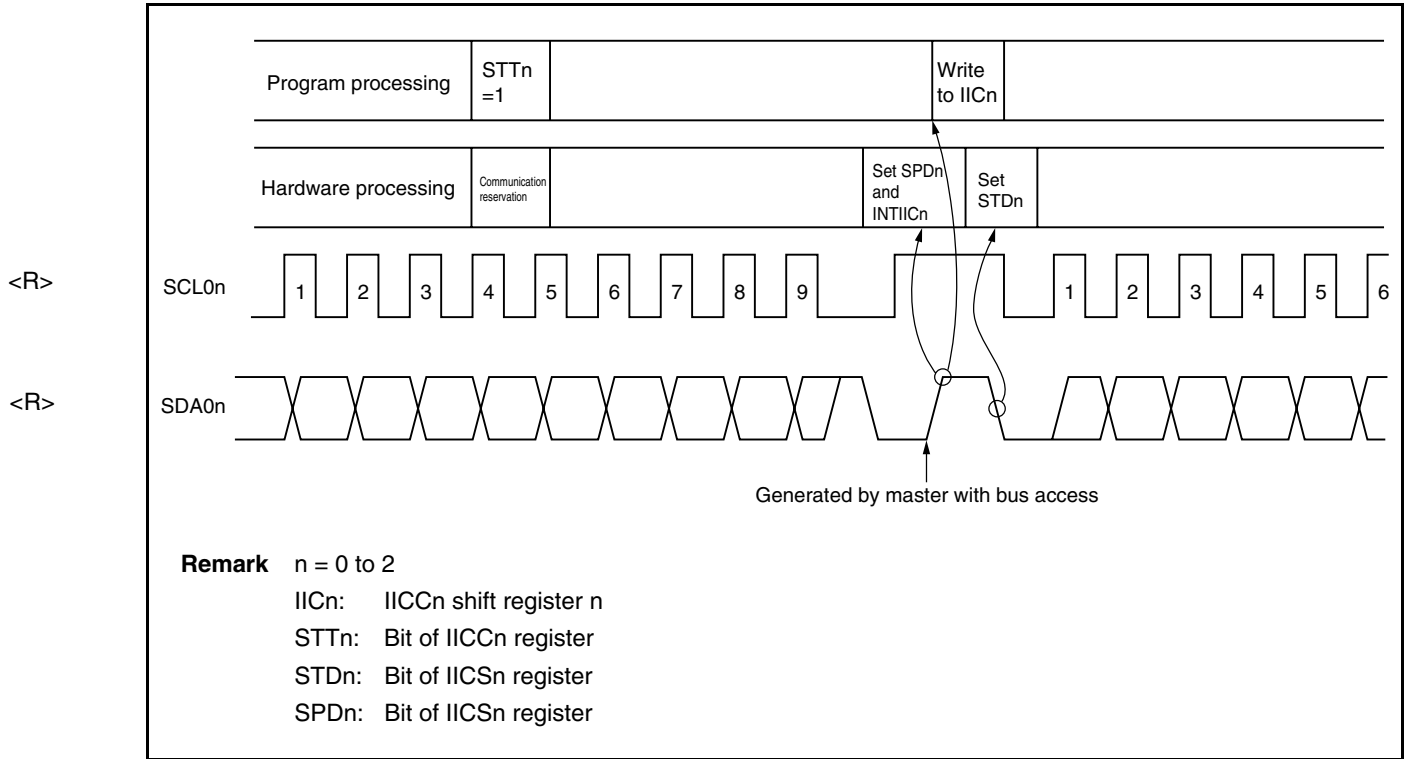 Program processing
STTn
=1
Write
to IICn
Hardware processing
Communication
reservation
Set SPDn
and
INTIICn
Set
STDn
<R> SCL0n 1 2 3 4 5 6 7 8 9 1 2 3 4 5 6
<R> SDA0n
Generated by master with bus access
Remark n = 0 to 2
IICn: IICCn shift register n
STTn: Bit of IICCn register
STDn: Bit of IICSn register
SPDn: Bit of IICSn register